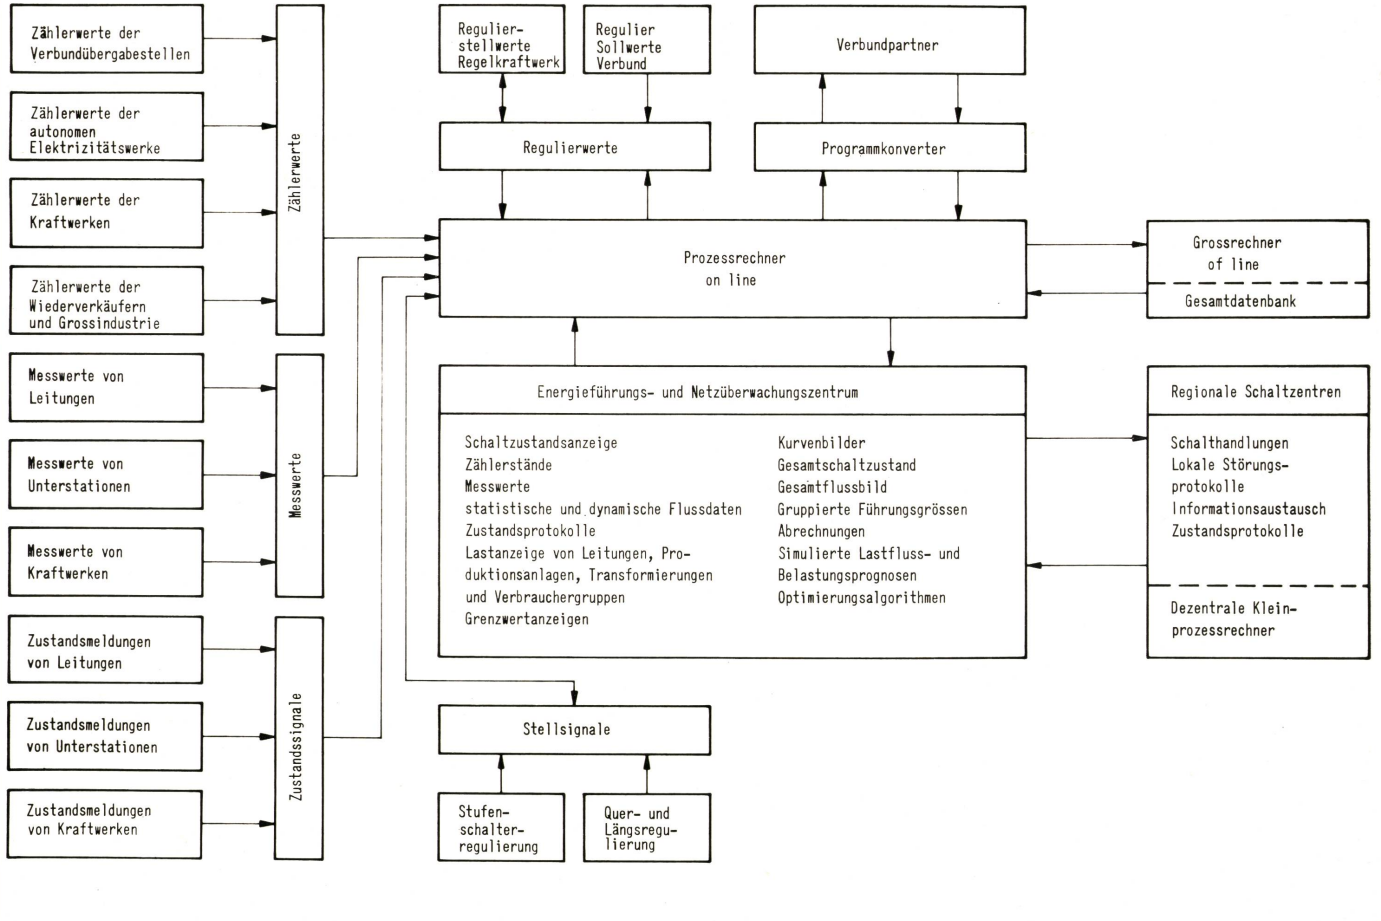 Zählerwerte der
Verbundübergabestellen
Zählerwerte der
autonomen
Elektrizitätswerke
Zählerwerte der
Kraftwerken
Zählerwerte der
Wiederverkäufern
und Grossindustrie
Messwerte von
Leitungen
Messwerte von
Unterstationen
Messwerte von
Kraftwerken
Zustandsmeldungen
von Leitungen
Zustandsmeldungen
von Unterstationen
Zustandsmeldungen
von Kraftwerken
Zählerwerte
Messwerte
Zustandssignale
Regulier-
stellwerte
Regelkraftwerk
Regulier
Sollwerte
Verbund
Verbundpartner
Regulierwerte
Programmkonverter
Prozessrechner
on line
Grossrechner
of line
Gesamtdatenbank
Energieführungs- und Netzüberwachungszentrum
Schaltzustandsanzeige
Zählerstände
Messwerte
statistische und dynamische Flussdaten
Zustandsprotokolle
Lastanzeige von Leitungen, Pro-
duktionsanlagen, Transformierungen
und Verbrauchergruppen
Grenzwertanzeigen
Kurvenbilder
Gesamtschaltzustand
Gesamtflussbild
Gruppierte Führungsgrössen
Abrechnungen
Simulierte Lastfluss- und
Belastungsprognosen
Optimierungsalgorithmen
Regionale Schaltzentren
Schalthandlungen
Lokale Störungs-
protokolle
Informationsaustausch
Zustandsprotokolle
Dezentrale Klein-
prozessrechner
Stellsignale
Stufen-
schalter-
regulierung
Quer- und
Längsregu-
lierung